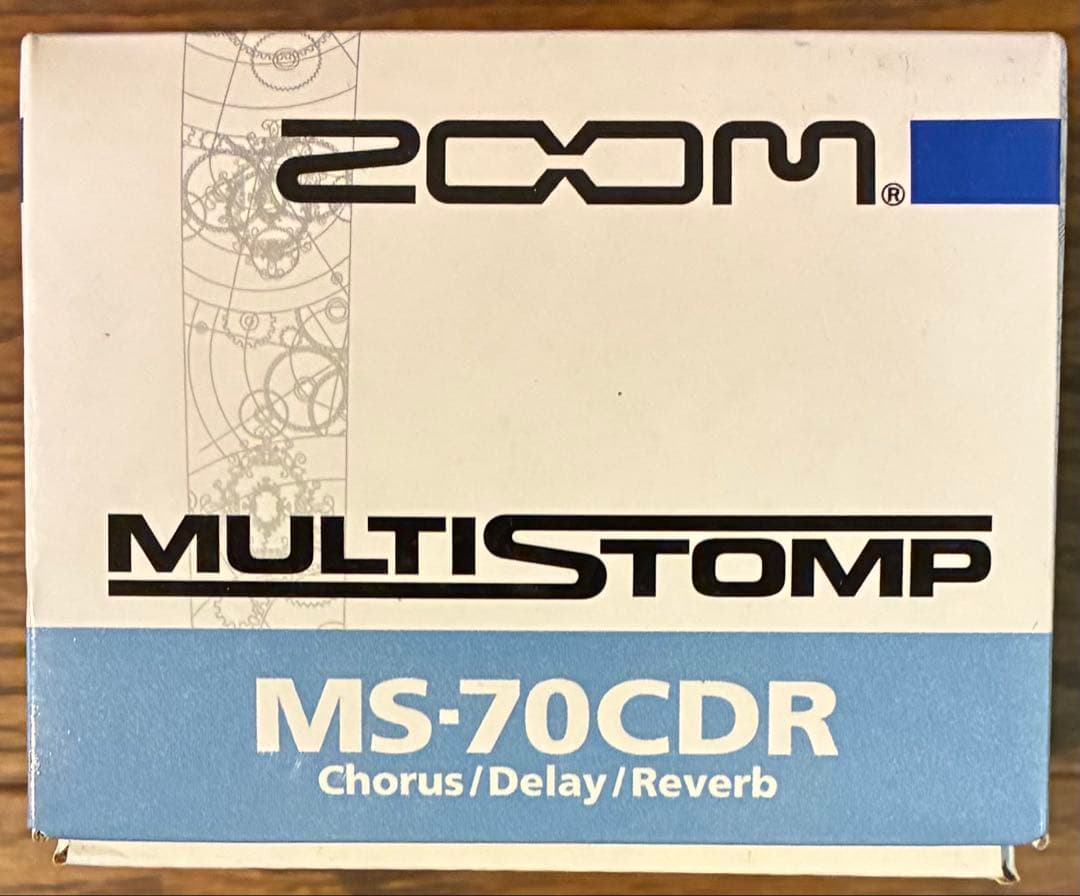 ZOOM®
MULTISTOMP
MS-70CDR
Chorus/Delay/Reverb